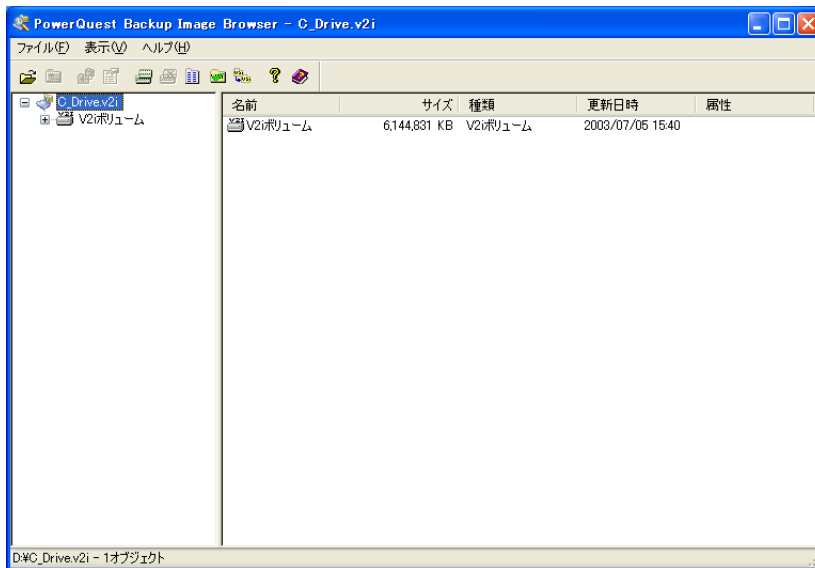 PowerQuest Backup Image Browser - C_Drive.v2i
ファイル(F) 表示(V) ヘルプ(H)
C_Drive.v2i
V2iボリューム
名前 サイズ 種類 更新日時 属性
V2iボリューム 6,144,831 KB V2iボリューム 2003/07/05 15:40
D:¥C_Drive.v2i - 1オブジェクト